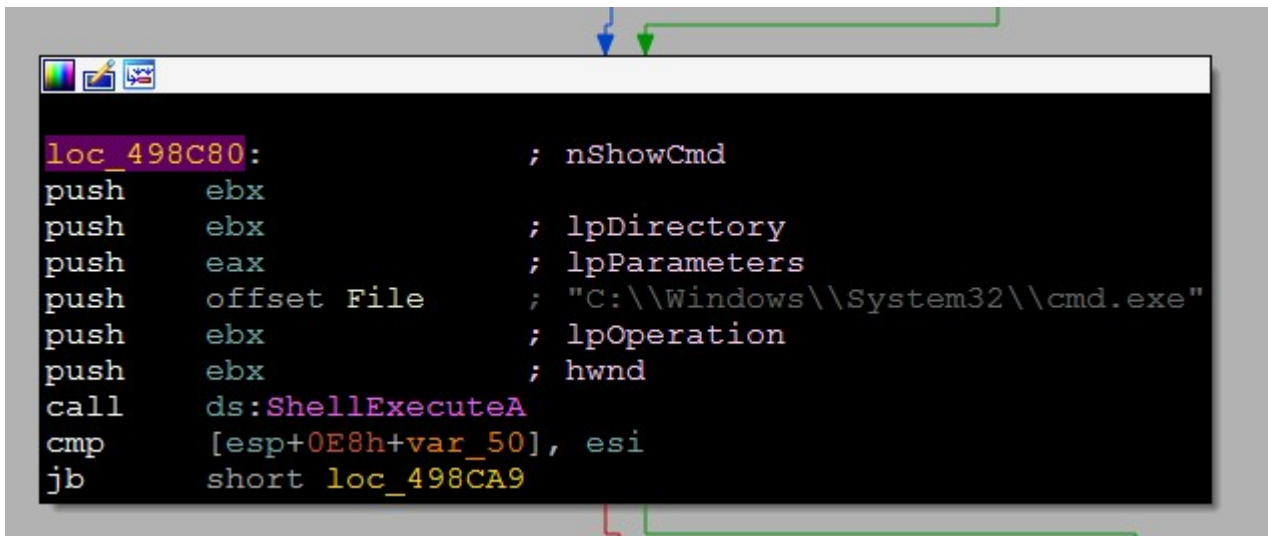 loc_498C80: ; nShowCmd
push ebx
push ebx ; lpDirectory
push eax ; lpParameters
push offset File ; "C:\\Windows\\System32\\cmd.exe"
push ebx ; lpOperation
push ebx ; hwnd
call ds:ShellExecuteA
cmp [esp+0E8h+var_50], esi
jb short loc_498CA9